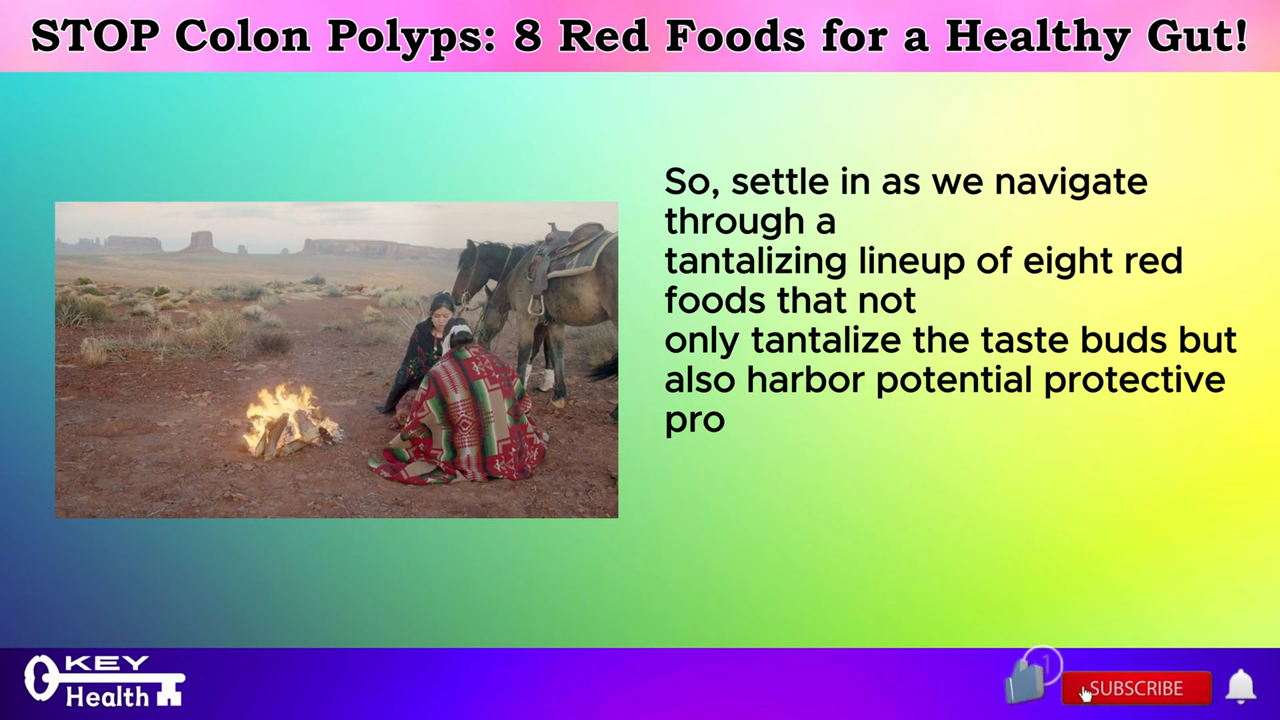 STOP Colon Polyps: 8 Red Foods for a Healthy Gut!
So, settle in as we navigate
through a
tantalizing lineup of eight red
foods that not
only tantalize the taste buds but
also harbor potential protective
pro
KEY
Health
1
SUBSCRIBE